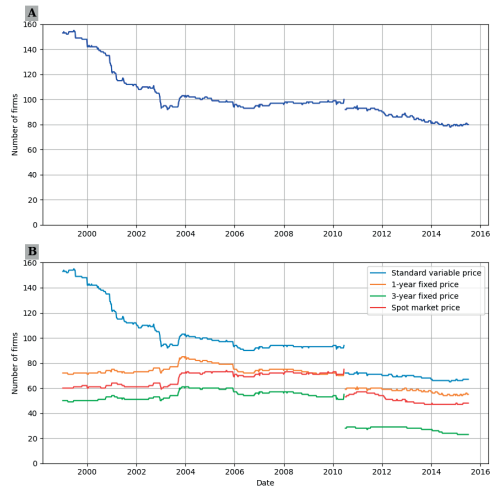 A
160
140
120
100
80
60
40
20
0
Number of firms
2000 2002 2004 2006 2008 2010 2012 2014 2016
B
160
140
120
100
80
60
40
20
0
Number of firms
Standard variable price
1-year fixed price
3-year fixed price
Spot market price
2000 2002 2004 2006 2008 2010 2012 2014 2016
Date